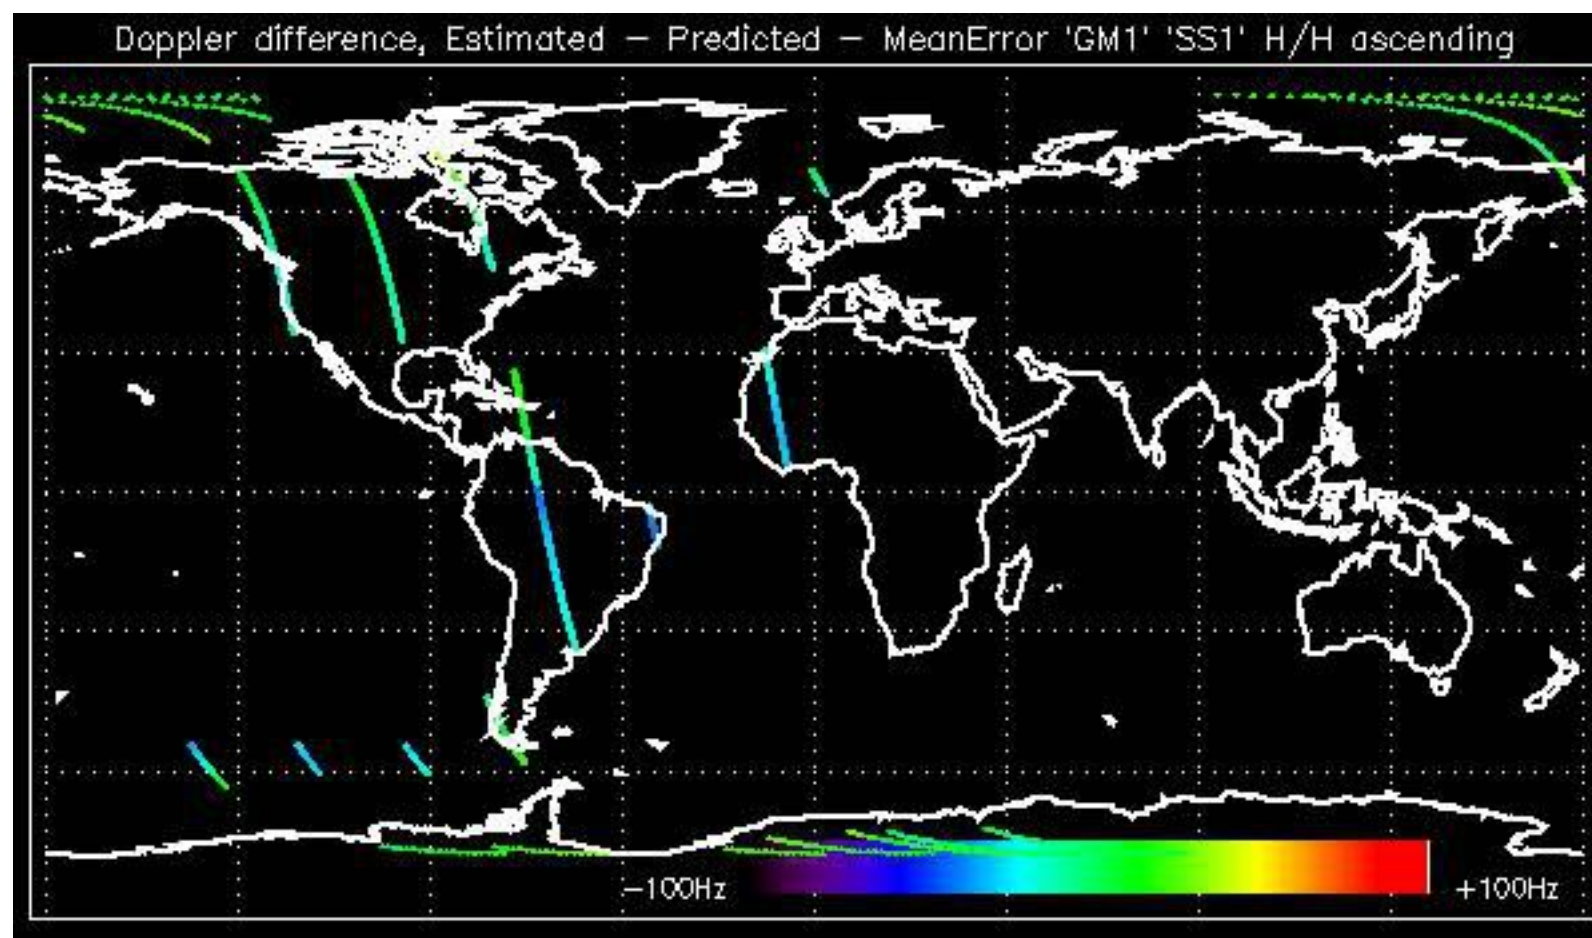 Doppler difference, Estimated − Predicted − MeanError 'GM1' 'SS1' H/H ascending
−100Hz
+100Hz